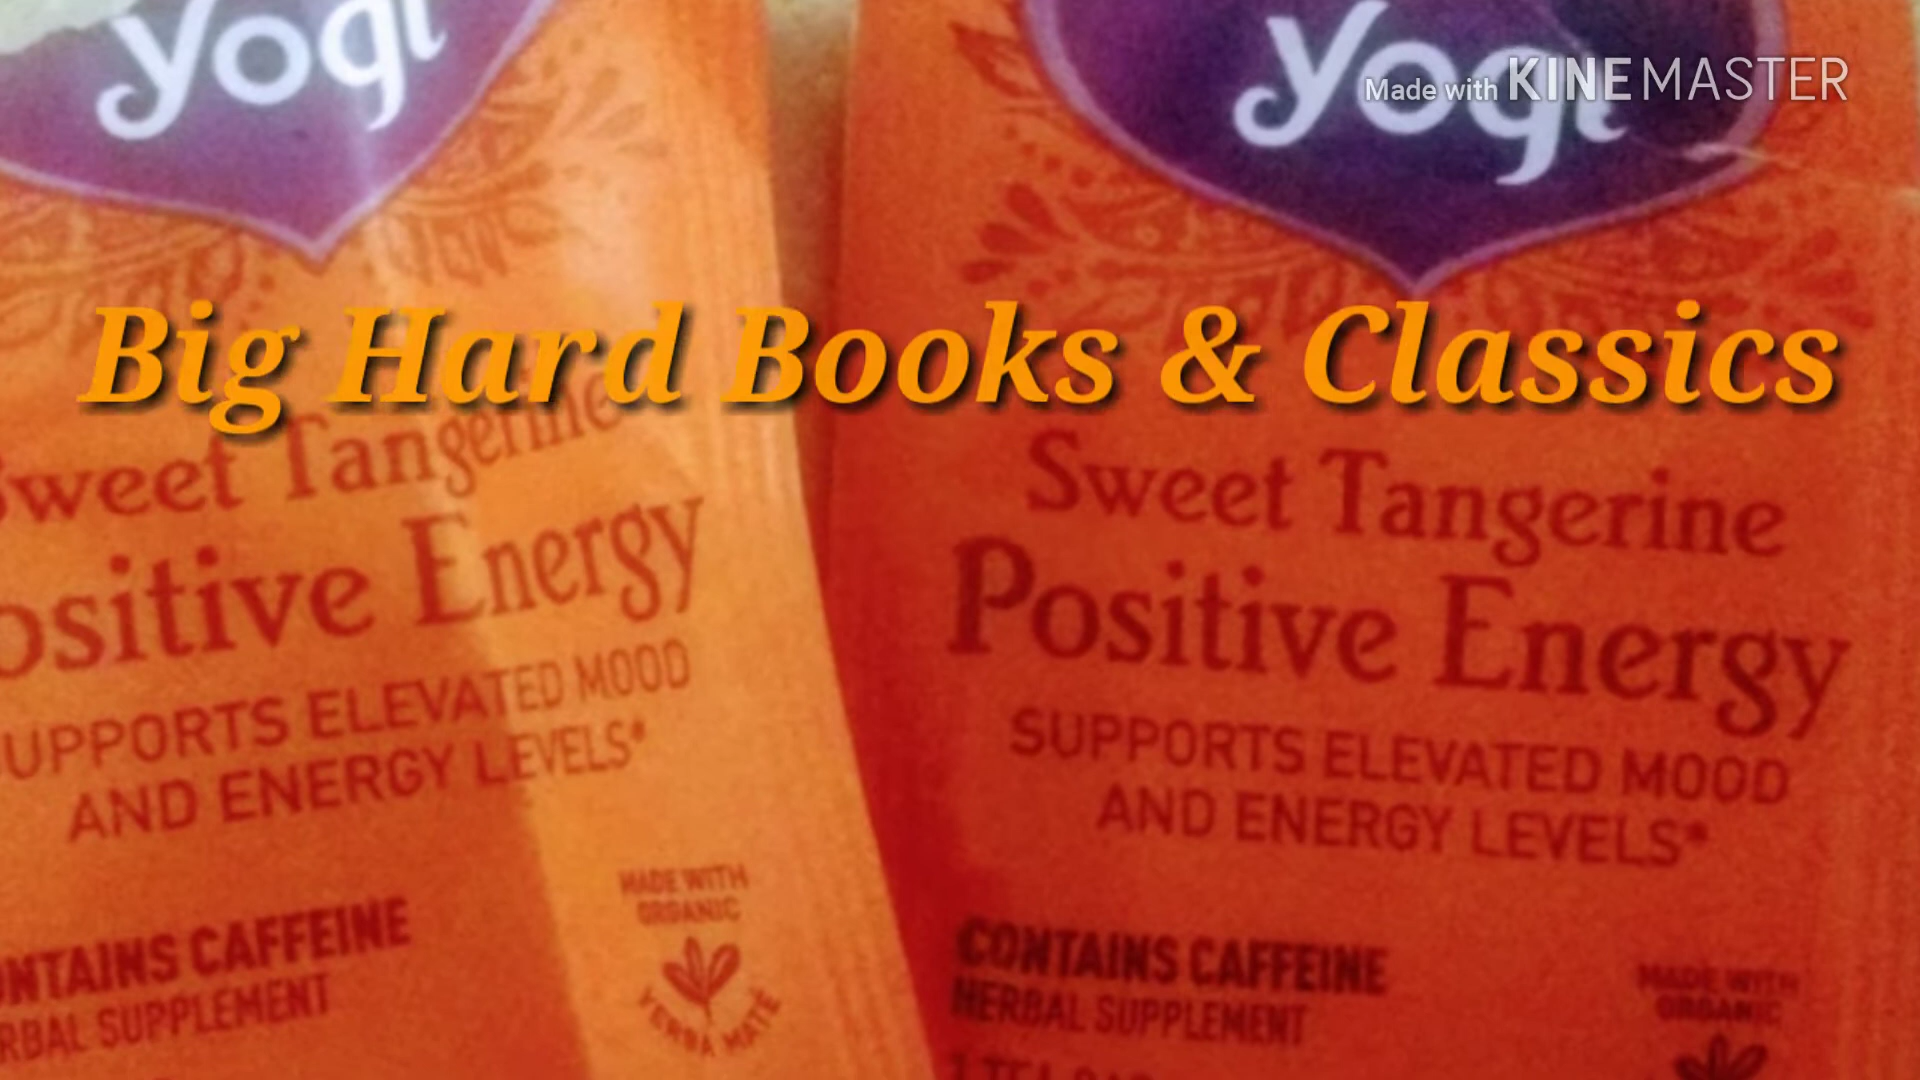 yogi
yogi
Made with KINEMASTER
Big Hard Books & Classics
Sweet Tangerine
Positive Energy
SUPPORTS ELEVATED MOOD
AND ENERGY LEVELS*
CONTAINS CAFFEINE
HERBAL SUPPLEMENT
MADE WITH
ORGANIC
YERBA MATE
Sweet Tangerine
Positive Energy
SUPPORTS ELEVATED MOOD
AND ENERGY LEVELS*
CONTAINS CAFFEINE
HERBAL SUPPLEMENT
MADE WITH
ORGANIC